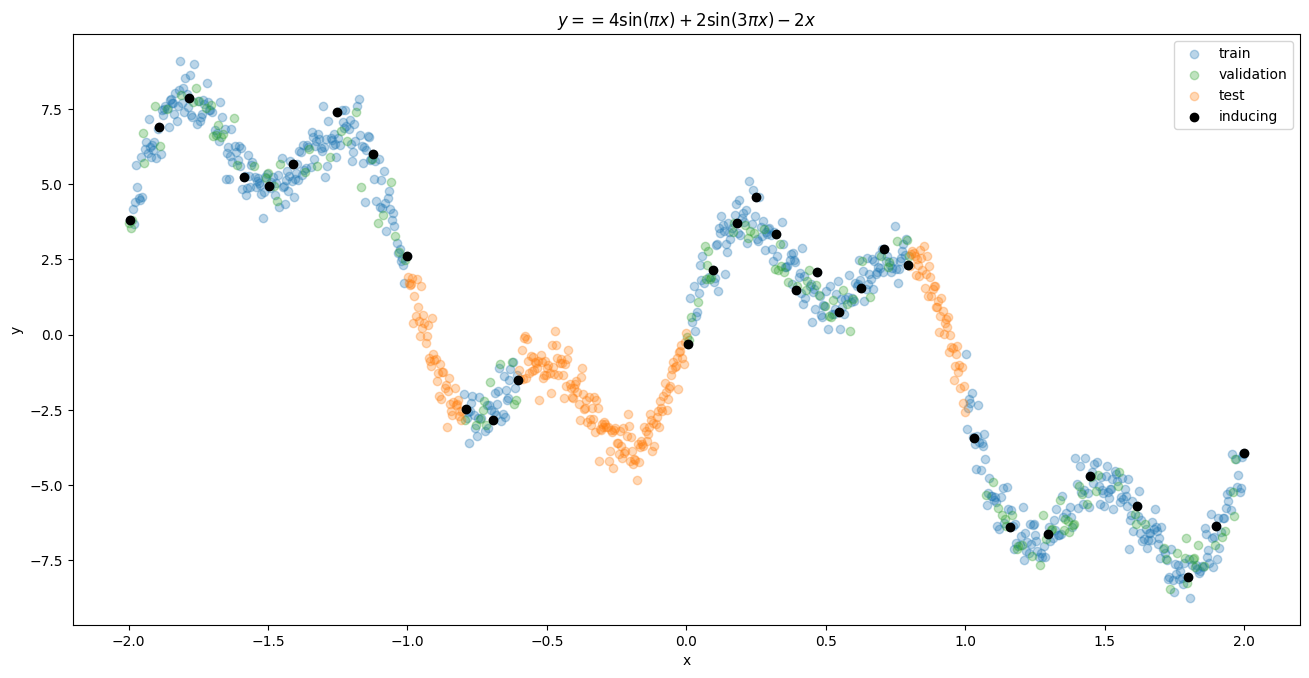 y = = 4sin(πx) + 2sin(3πx) − 2x
train
validation
test
inducing
y
7.5
5.0
2.5
0.0
−2.5
−5.0
−7.5
−2.0 −1.5 −1.0 −0.5 0.0 0.5 1.0 1.5 2.0
x